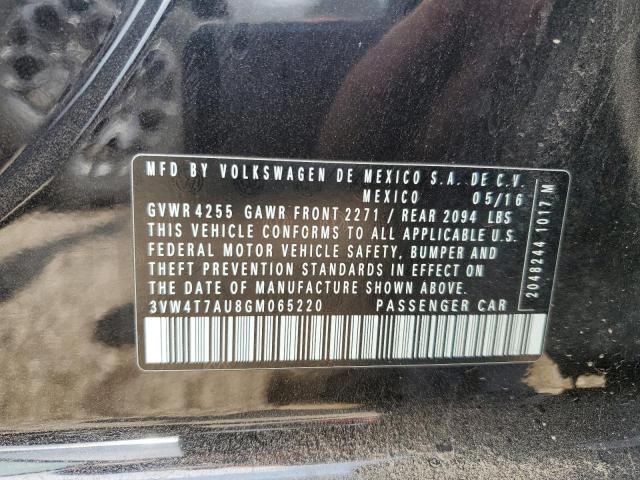 MFD BY VOLKSWAGEN DE MEXICO S.A. DE C.V.
MEXICO 05/16
GVWR 4255 GAWR FRONT 2271 / REAR 2094 LBS
THIS VEHICLE CONFORMS TO ALL APPLICABLE U.S.
FEDERAL MOTOR VEHICLE SAFETY, BUMPER AND
THEFT PREVENTION STANDARDS IN EFFECT ON
THE DATE OF MANUFACTURE SHOWN ABOVE.
3VW4T7AU8GM065220 PASSENGER CAR
2048244 1017 M